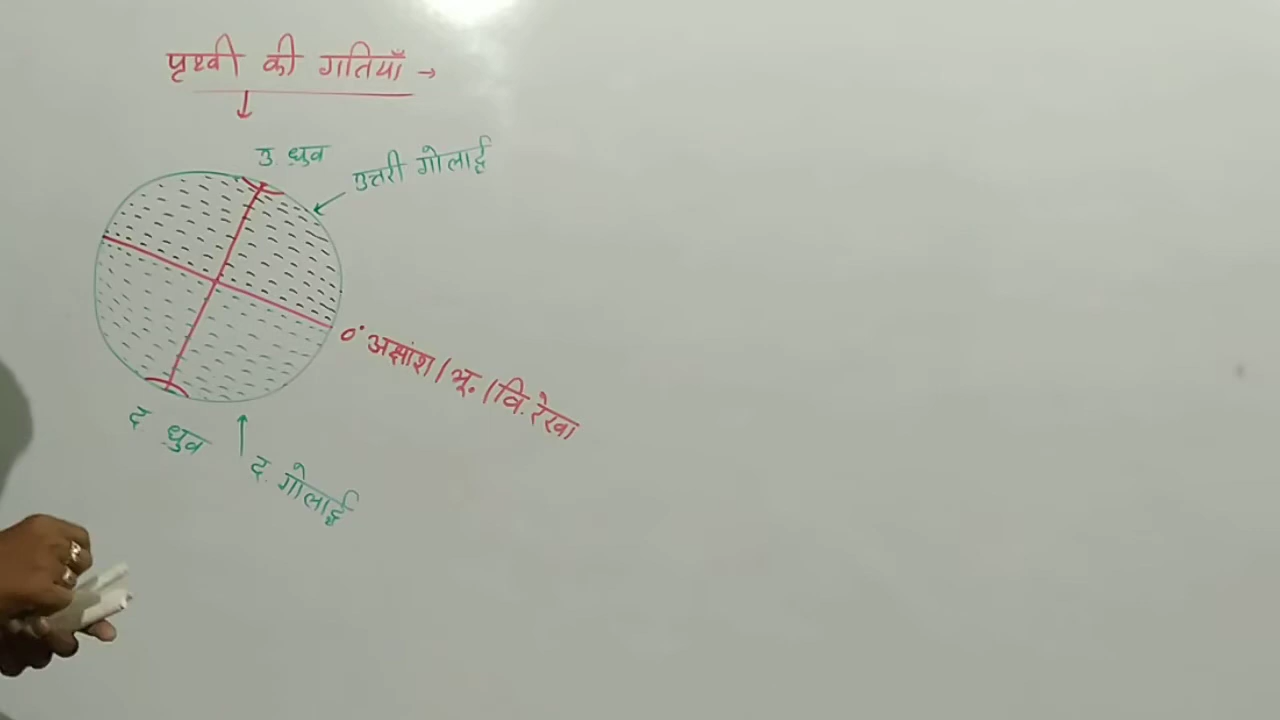 पृथ्वी की गतियाँ →
उ ध्रुव
उत्तरी गोलार्द्ध
0° अक्षांश / भू. / वि. रेखा
द. ध्रुव
द. गोलार्द्ध